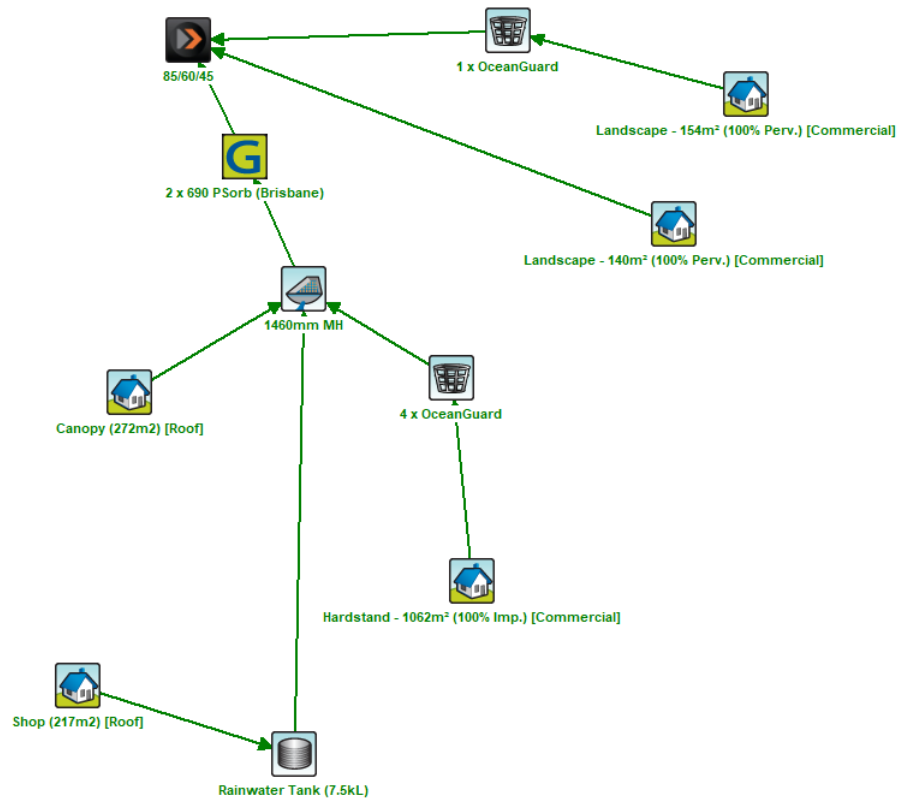 1 x OceanGuard
85/60/45
Landscape - 154m² (100% Perv.) [Commercial]
G
2 x 690 PSorb (Brisbane)
Landscape - 140m² (100% Perv.) [Commercial]
1460mm MH
4 x OceanGuard
Canopy (272m2) [Roof]
Hardstand - 1062m² (100% Imp.) [Commercial]
Shop (217m2) [Roof]
Rainwater Tank (7.5kL)